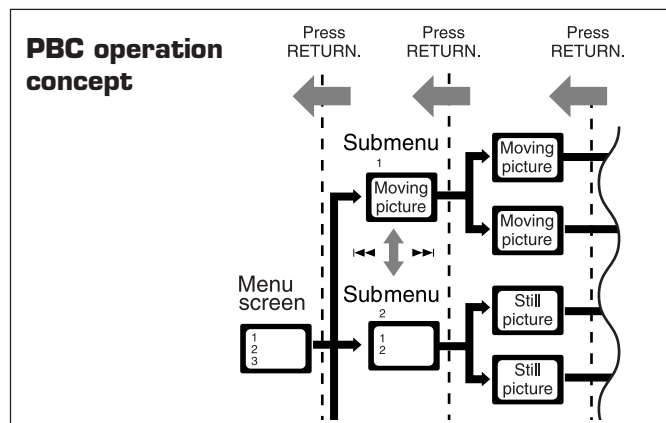 PBC operation
concept
Press
RETURN.
Press
RETURN.
Press
RETURN.
Submenu
1
Moving
picture
Moving
picture
Moving
picture
Menu
screen
1
2
3
Submenu
2
1
2
Still
picture
Still
picture